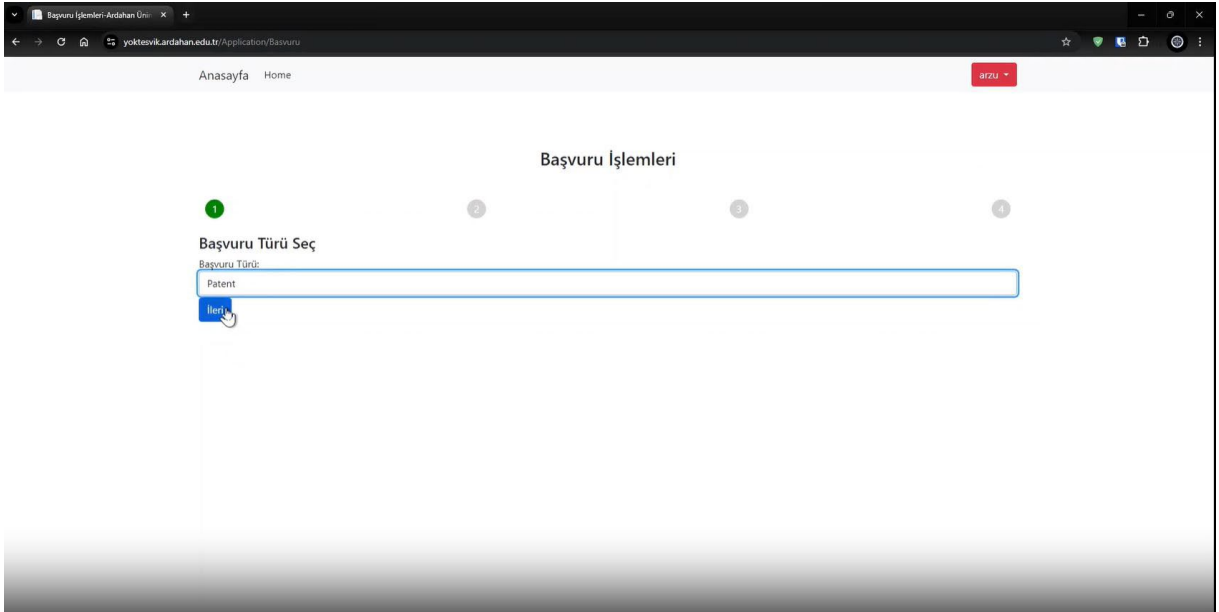 Başvuru İşlemleri-Ardahan Üni
yoktesvik.ardahan.edu.tr/Application/Basvuru
Anasayfa Home arzu
Başvuru İşlemleri
1 2 3 4
Başvuru Türü Seç
Başvuru Türü:
Patent
İleri